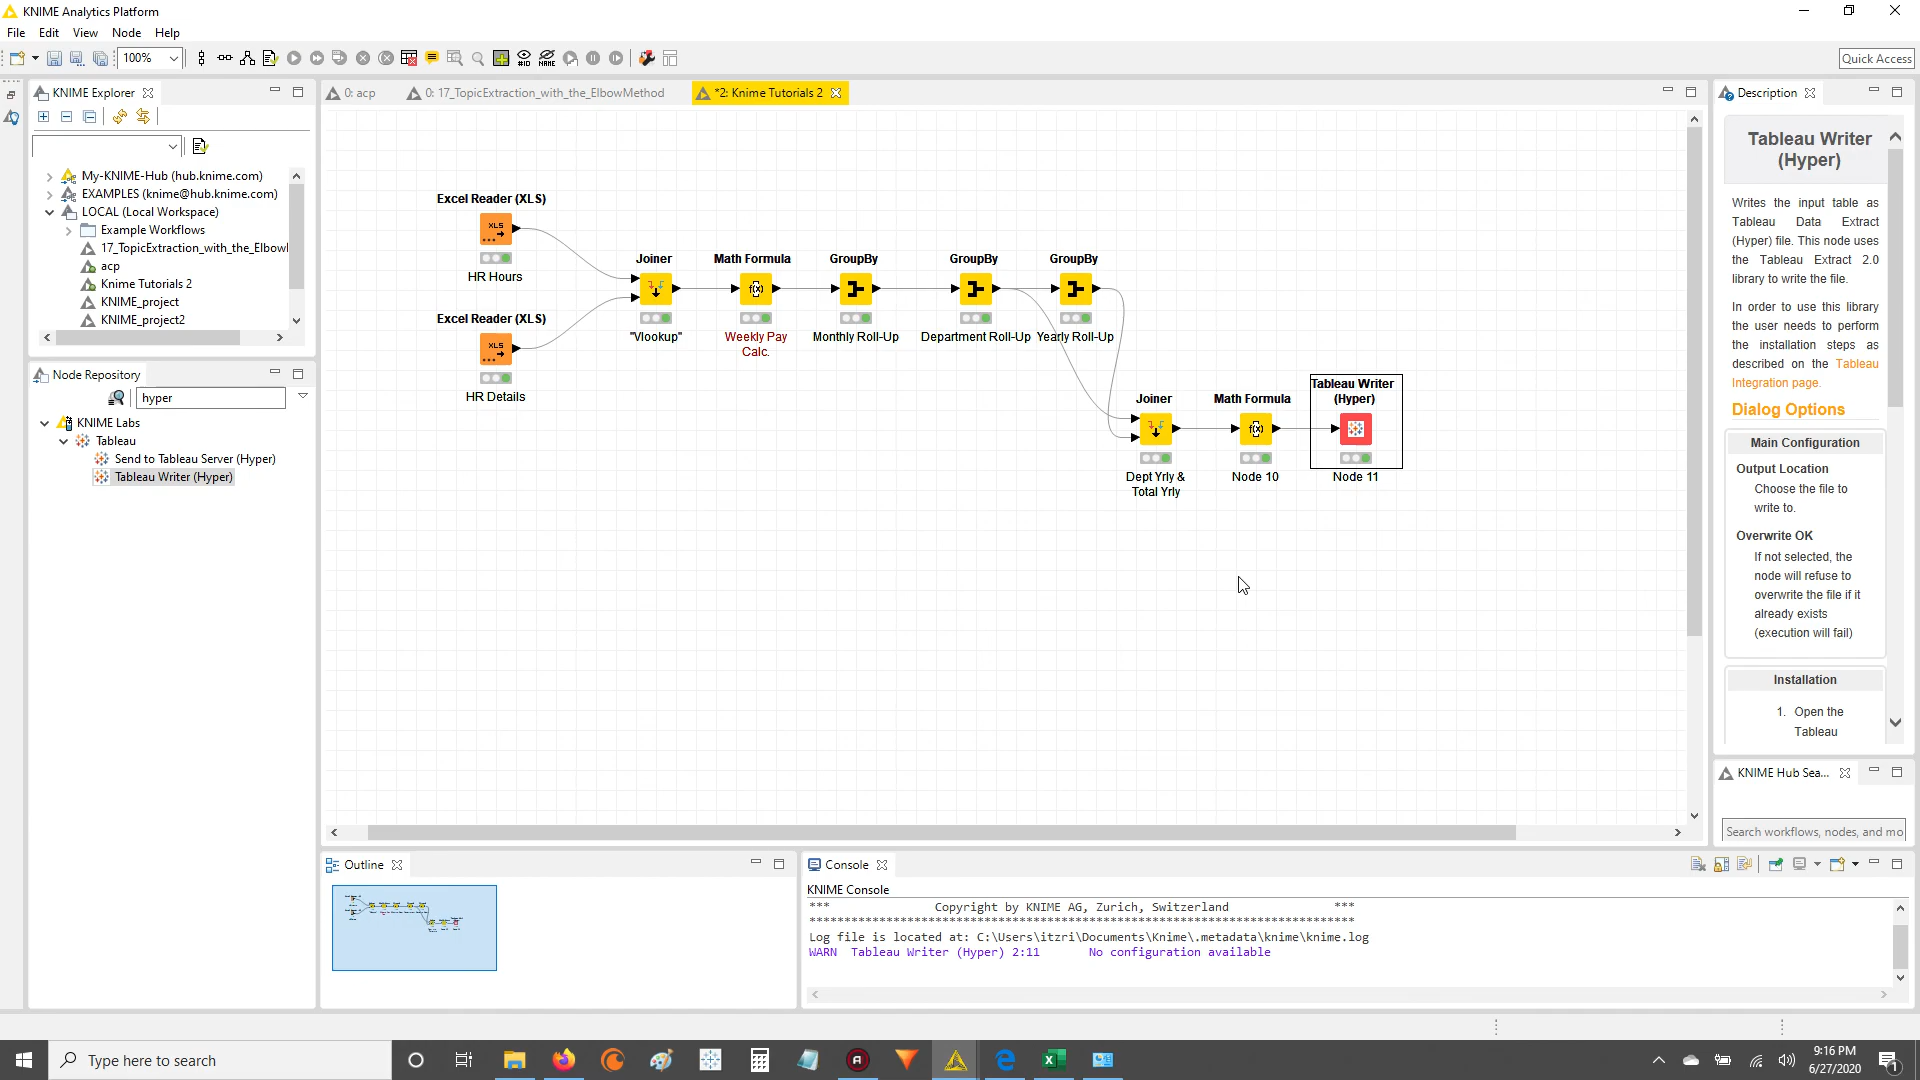 KNIME Analytics Platform
File Edit View Node Help
100%
Quick Access
KNIME Explorer
My-KNIME-Hub (hub.knime.com)
EXAMPLES (knime@hub.knime.com)
LOCAL (Local Workspace)
Example Workflows
17_TopicExtraction_with_the_Elbow
acp
Knime Tutorials 2
KNIME_project
KNIME_project2
Node Repository
hyper
KNIME Labs
Tableau
Send to Tableau Server (Hyper)
Tableau Writer (Hyper)
0: acp
0: 17_TopicExtraction_with_the_ElbowMethod
*2: Knime Tutorials 2
Excel Reader (XLS)
XLS
HR Hours
Excel Reader (XLS)
XLS
HR Details
Joiner
"Vlookup"
Math Formula
f(x)
Weekly Pay
Calc.
GroupBy
Monthly Roll-Up
GroupBy
Department Roll-Up
GroupBy
Yearly Roll-Up
Joiner
Dept Yrly &
Total Yrly
Math Formula
f(x)
Node 10
Tableau Writer
(Hyper)
Node 11
Description
Tableau Writer
(Hyper)
Writes the input table as
Tableau Data Extract
(Hyper) file. This node uses
the Tableau Extract 2.0
library to write the file.
In order to use this library
the user needs to perform
the installation steps as
described on the Tableau
Integration page.
Dialog Options
Main Configuration
Output Location
Choose the file to
write to.
Overwrite OK
If not selected, the
node will refuse to
overwrite the file if it
already exists
(execution will fail)
Installation
1. Open the
Tableau
KNIME Hub Sea...
Search workflows, nodes, and mo
Outline
Console
KNIME Console
*** Copyright by KNIME AG, Zurich, Switzerland ***
Log file is located at: C:\Users\itzri\Documents\Knime\.metadata\knime\knime.log
WARN Tableau Writer (Hyper) 2:11 No configuration available
Type here to search
9:16 PM
6/27/2020